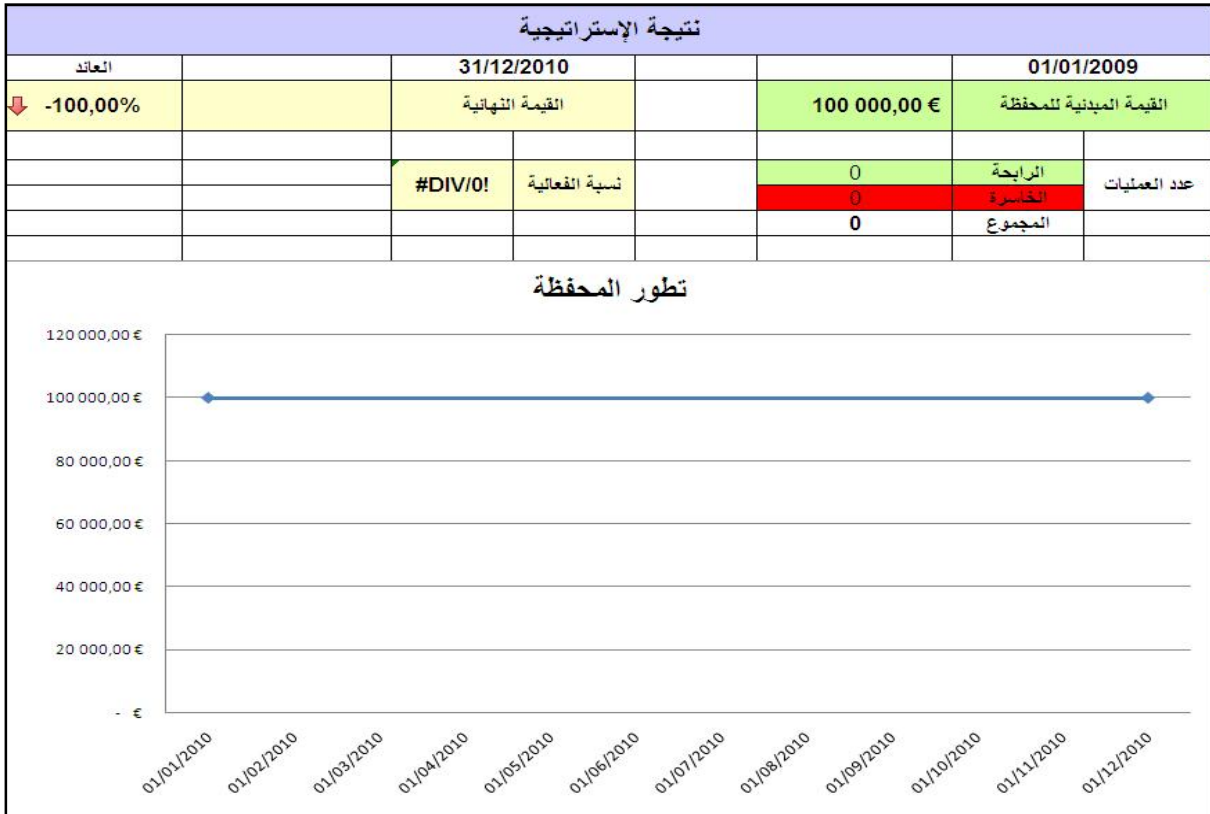 نتيجة الإستراتيجية
01/01/2009 31/12/2010 العائد
القيمة المبدئية للمحفظة 100 000,00 € القيمة النهائية -100,00%
عدد العمليات الرابحة 0 نسبة الفعالية #DIV/0!
الخاسرة 0
المجموع 0
تطور المحفظة
120 000,00 €
100 000,00 €
80 000,00 €
60 000,00 €
40 000,00 €
20 000,00 €
- €
01/01/2010 01/02/2010 01/03/2010 01/04/2010 01/05/2010 01/06/2010 01/07/2010 01/08/2010 01/09/2010 01/10/2010 01/11/2010 01/12/2010